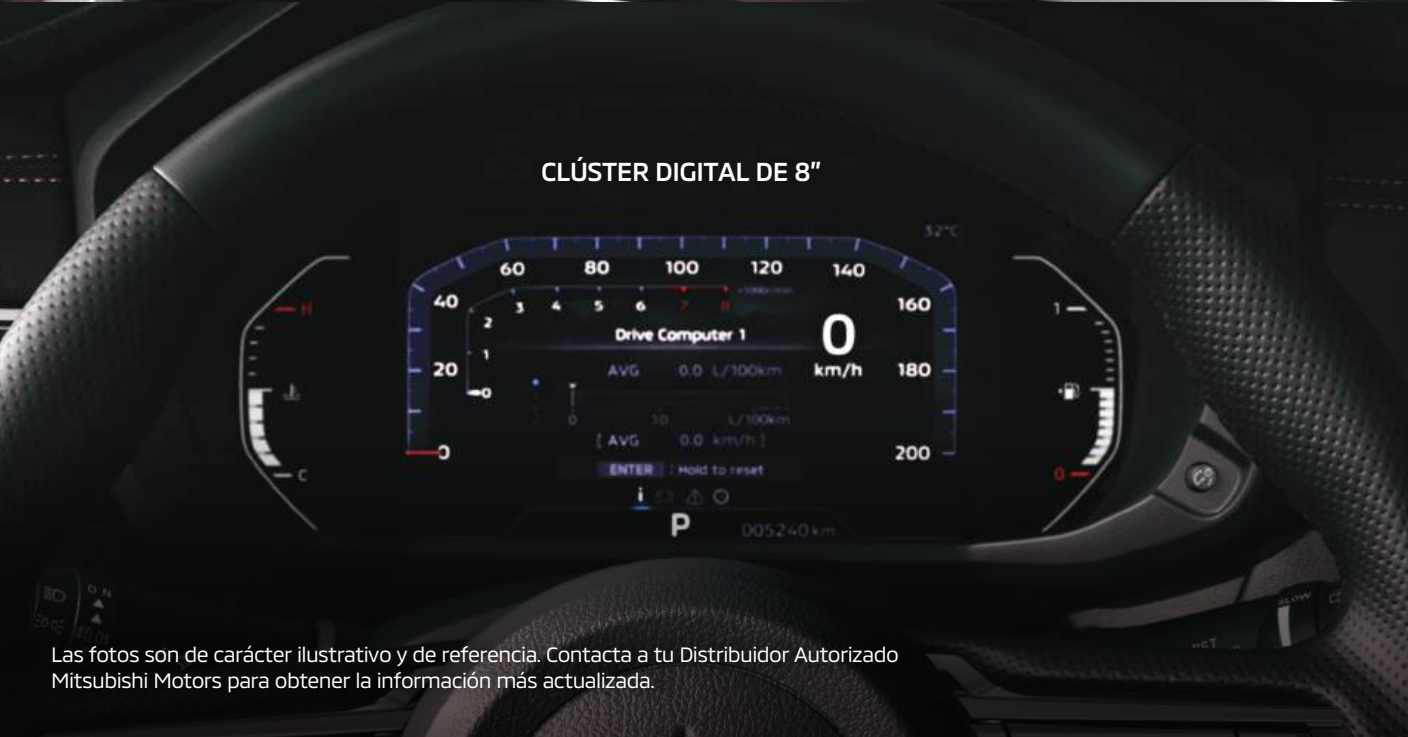 CLÚSTER DIGITAL DE 8”
32°C
60 80 100 120 140
40 160
3 4 5 6 7 8
2
H 1
Drive Computer 1 0
1
20 AVG 0.0 L/100km km/h 180
0
0 10 L/100km
[ AVG 0.0 km/h ]
0 200
ENTER : Hold to reset
C 0
i
P 005240 km
ON
SLOW
Las fotos son de carácter ilustrativo y de referencia. Contacta a tu Distribuidor Autorizado
Mitsubishi Motors para obtener la información más actualizada.